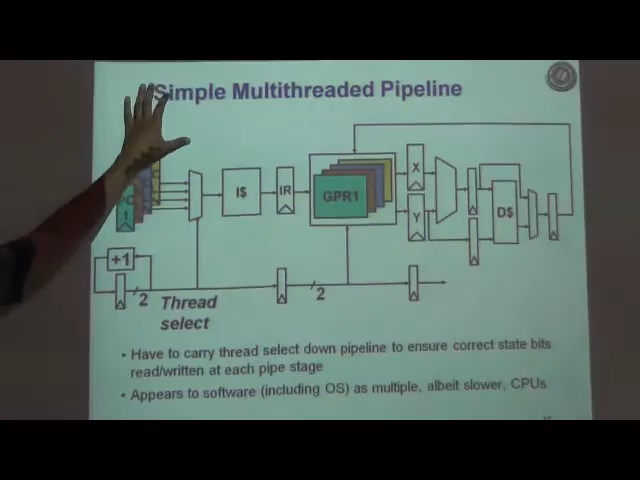 Simple Multithreaded Pipeline
PC
1
I$
IR
GPR1
X
Y
D$
+1
2
Thread
select
2
• Have to carry thread select down pipeline to ensure correct state bits
read/written at each pipe stage
• Appears to software (including OS) as multiple, albeit slower, CPUs